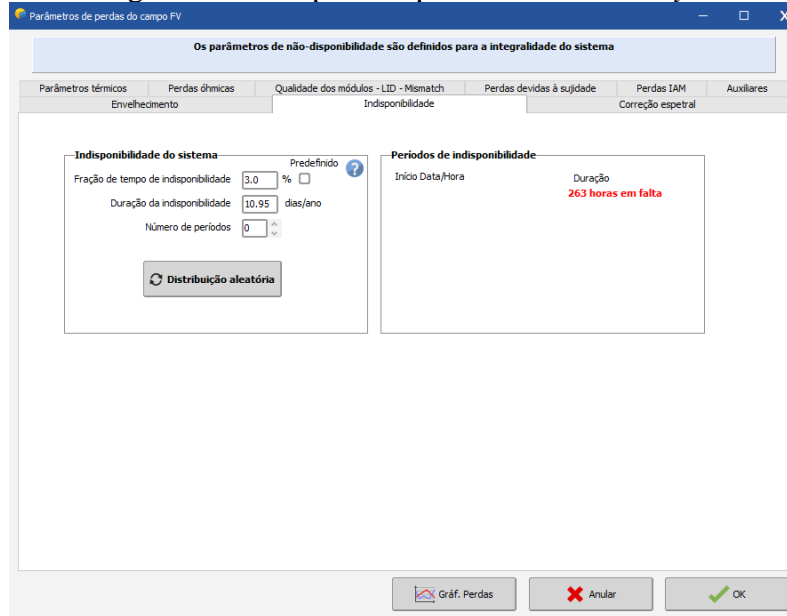 Parâmetros de perdas do campo FV
Os parâmetros de não-disponibilidade são definidos para a integralidade do sistema
Parâmetros térmicos Perdas óhmicas Qualidade dos módulos - LID - Mismatch Perdas devidas à sujidade Perdas IAM Auxiliares
Envelhecimento Indisponibilidade Correção espetral
Indisponibilidade do sistema
Predefinido
Fração de tempo de indisponibilidade 3.0 %
Duração da indisponibilidade 10.95 dias/ano
Número de períodos 0
Distribuição aleatória
Períodos de indisponibilidade
Início Data/Hora Duração
263 horas em falta
Gráf. Perdas Anular OK